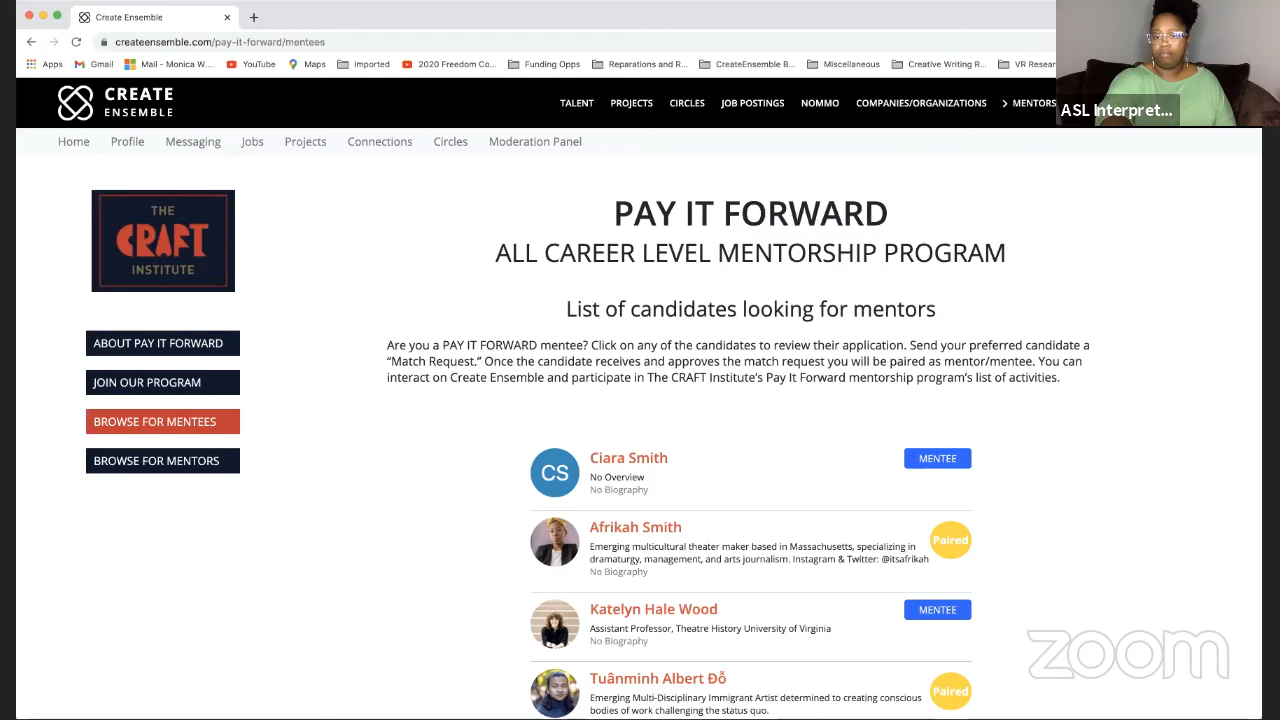 Create Ensemble
createensemble.com/pay-it-forward/mentees
Apps Gmail Mail - Monica W... YouTube Maps Imported 2020 Freedom Co... Funding Opps Reparations and R... CreateEnsemble B... Miscellaneous Creative Writing R... VR Resear
ASL Interpret...
CREATE
ENSEMBLE
TALENT PROJECTS CIRCLES JOB POSTINGS NOMMO COMPANIES/ORGANIZATIONS MENTORS
Home Profile Messaging Jobs Projects Connections Circles Moderation Panel
THE
CRAFT
INSTITUTE
ABOUT PAY IT FORWARD
JOIN OUR PROGRAM
BROWSE FOR MENTEES
BROWSE FOR MENTORS
PAY IT FORWARD
ALL CAREER LEVEL MENTORSHIP PROGRAM
List of candidates looking for mentors
Are you a PAY IT FORWARD mentee? Click on any of the candidates to review their application. Send your preferred candidate a
“Match Request.” Once the candidate receives and approves the match request you will be paired as mentor/mentee. You can
interact on Create Ensemble and participate in The CRAFT Institute’s Pay It Forward mentorship program’s list of activities.
CS
Ciara Smith
MENTEE
No Overview
No Biography
Afrikah Smith
Paired
Emerging multicultural theater maker based in Massachusetts, specializing in
dramaturgy, management, and arts journalism. Instagram & Twitter: @itsafrikah
No Biography
Katelyn Hale Wood
MENTEE
Assistant Professor, Theatre History University of Virginia
No Biography
Tuânminh Albert Đỗ
Paired
Emerging Multi-Disciplinary Immigrant Artist determined to creating conscious
bodies of work challenging the status quo.
zoom